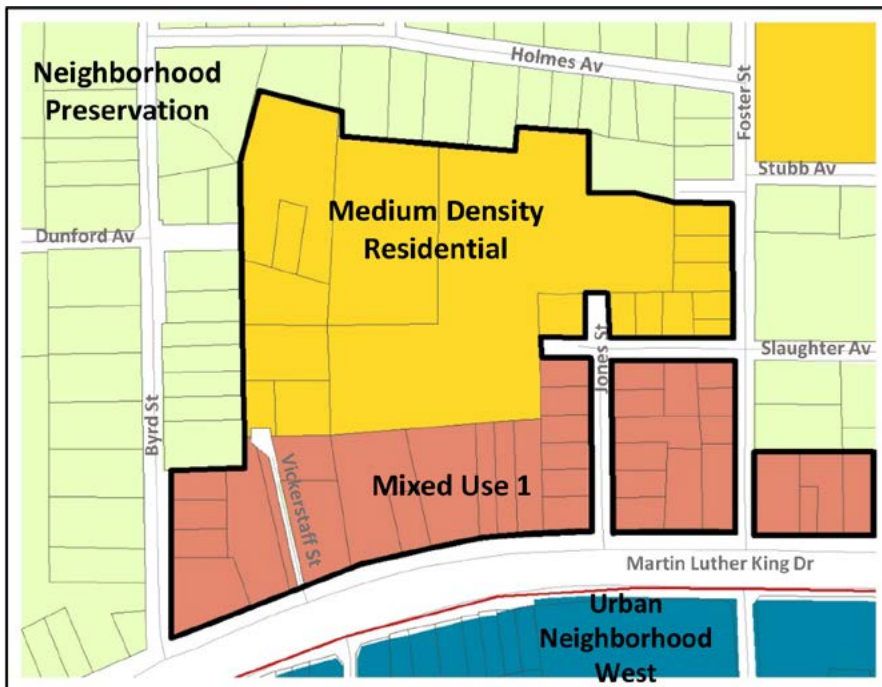 Holmes Av
Neighborhood
Preservation
Foster St
Stubb Av
Medium Density
Residential
Dunford Av
Jones St
Slaughter Av
Byrd St
Vickerstaff St
Mixed Use 1
Martin Luther King Dr
Urban
Neighborhood
West